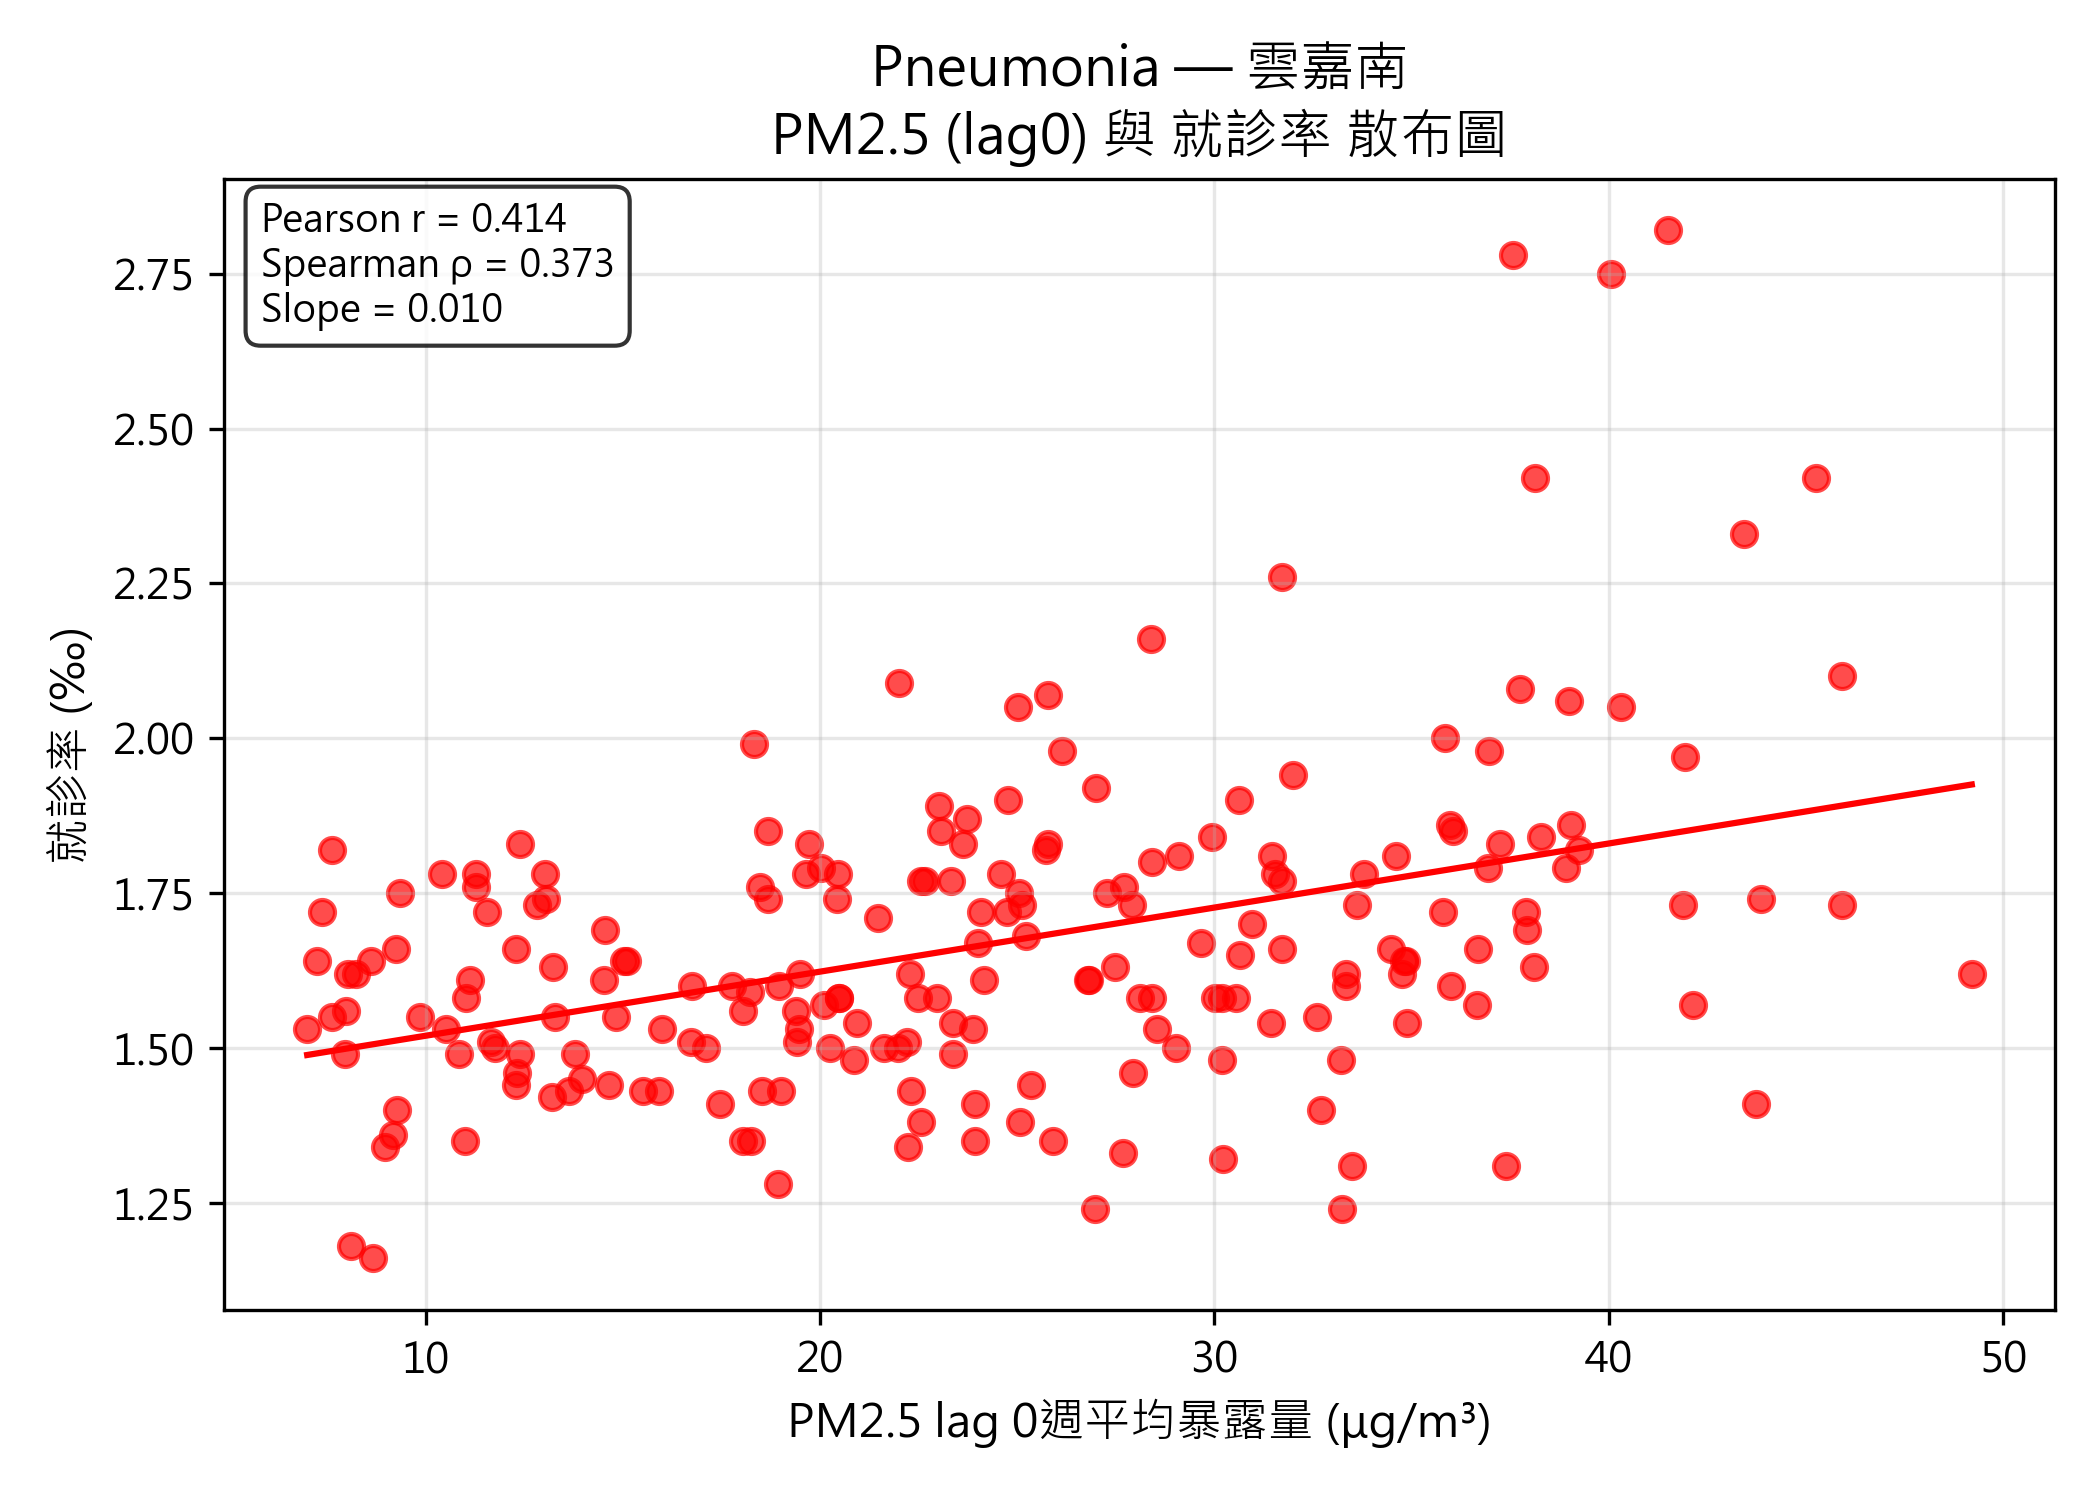 Pneumonia — 雲嘉南
PM2.5 (lag0) 與 就診率 散布圖
Pearson r = 0.414
Spearman ρ = 0.373
Slope = 0.010
就診率 (‰)
2.75
2.50
2.25
2.00
1.75
1.50
1.25
10 20 30 40 50
PM2.5 lag 0週平均暴露量 (μg/m³)